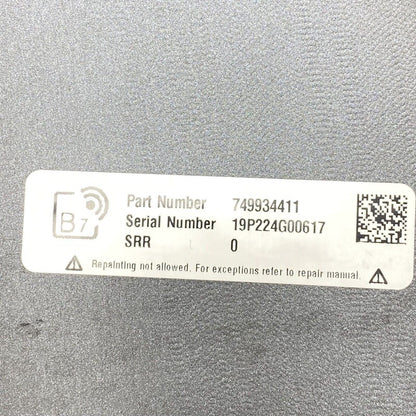 B7
Part Number 749934411
Serial Number 19P224G00617
SRR 0
Repainting not allowed. For exceptions refer to repair manual.